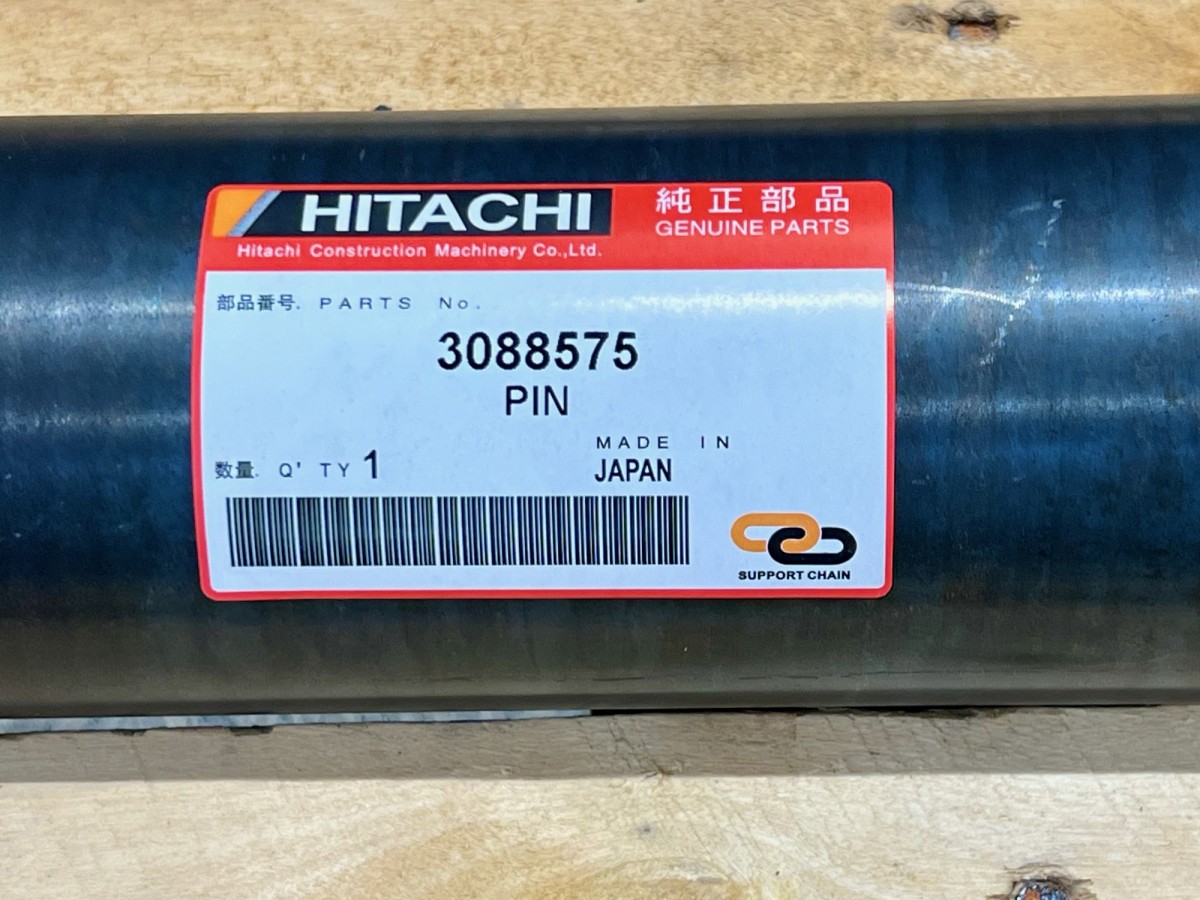 HITACHI
Hitachi Construction Machinery Co.,Ltd.
純正部品
GENUINE PARTS
部品番号. PARTS No.
3088575
PIN
数量. Q' TY 1
MADE IN
JAPAN
SUPPORT CHAIN